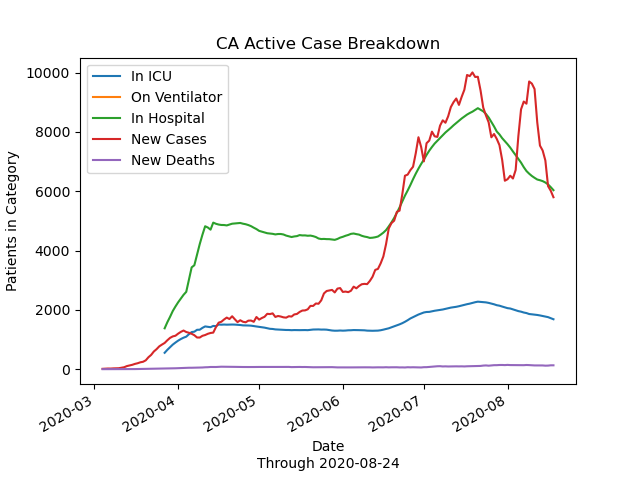 CA Active Case Breakdown
In ICU
On Ventilator
In Hospital
New Cases
New Deaths
Patients in Category
10000
8000
6000
4000
2000
0
2020-03
2020-04
2020-05
2020-06
2020-07
2020-08
Date
Through 2020-08-24